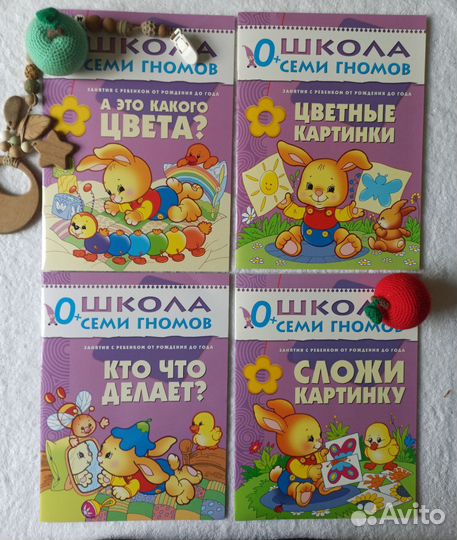 ШКОЛА
СЕМИ ГНОМОВ
ЗАНЯТИЯ С РЕБЕНКОМ ОТ РОЖДЕНИЯ ДО ГОДА
А ЭТО КАКОГО
ЦВЕТА?
0+ ШКОЛА
СЕМИ ГНОМОВ
ЗАНЯТИЯ С РЕБЕНКОМ ОТ РОЖДЕНИЯ ДО ГОДА
ЦВЕТНЫЕ
КАРТИНКИ
0+ ШКОЛА
СЕМИ ГНОМОВ
ЗАНЯТИЯ С РЕБЕНКОМ ОТ РОЖДЕНИЯ ДО ГОДА
КТО ЧТО
ДЕЛАЕТ?
0+ ШКОЛА
СЕМИ ГНОМОВ
ЗАНЯТИЯ С РЕБЕНКОМ ОТ РОЖДЕНИЯ ДО ГОДА
СЛОЖИ
КАРТИНКУ
Avito